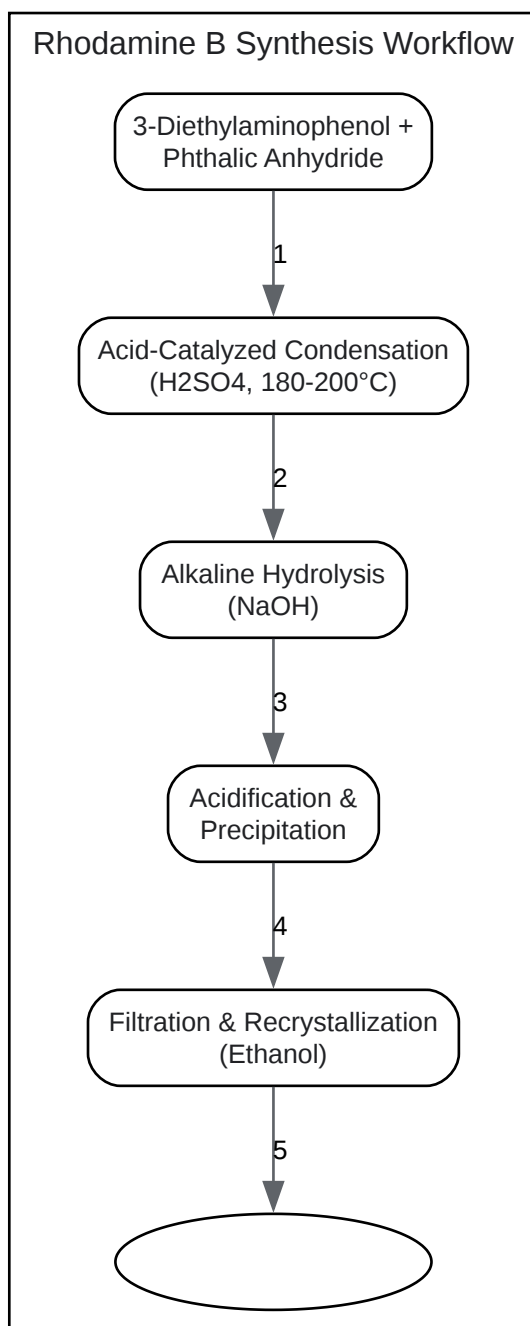 Rhodamine B Synthesis Workflow
3-Diethylaminophenol +
Phthalic Anhydride
1
Acid-Catalyzed Condensation
(H2SO4, 180-200°C)
2
Alkaline Hydrolysis
(NaOH)
3
Acidification &
Precipitation
4
Filtration & Recrystallization
(Ethanol)
5